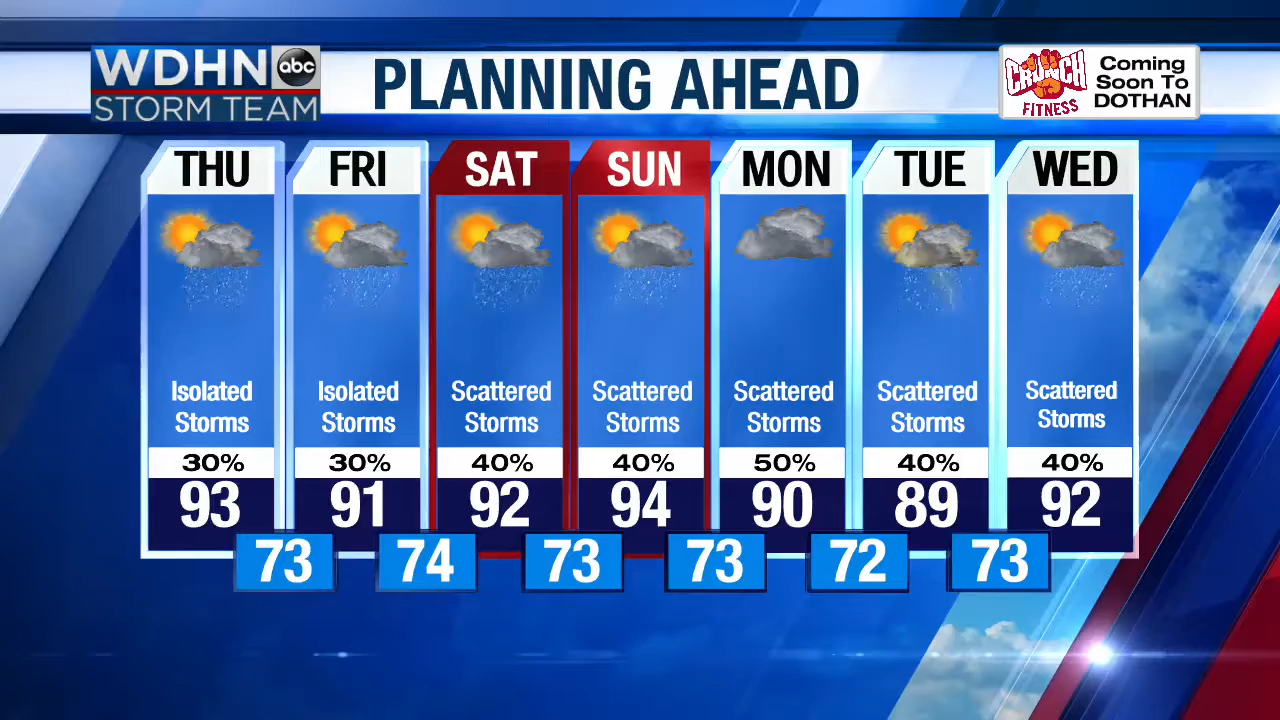 WDHN abc
STORM TEAM
PLANNING AHEAD
CRUNCH
FITNESS
Coming
Soon To
DOTHAN
THU FRI SAT SUN MON TUE WED
Isolated Isolated Scattered Scattered Scattered Scattered Scattered
Storms Storms Storms Storms Storms Storms Storms
30% 30% 40% 40% 50% 40% 40%
93 91 92 94 90 89 92
73 74 73 73 72 73